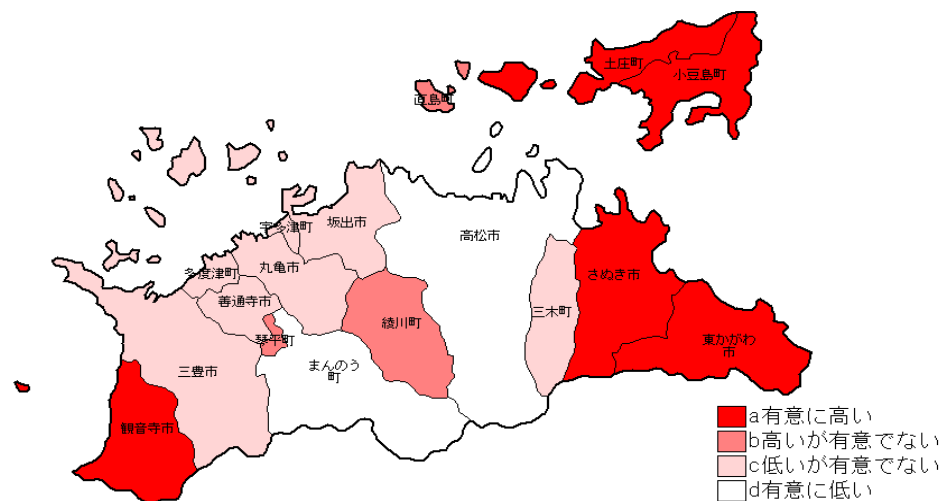 土庄町
小豆島町
直島町
宇多津町
坂出市
高松市
多度津町
丸亀市
さぬき市
善通寺市
三木町
綾川町
琴平町
東かがわ
市
まんのう
町
三豊市
観音寺市
a有意に高い
b高いが有意でない
c低いが有意でない
d有意に低い